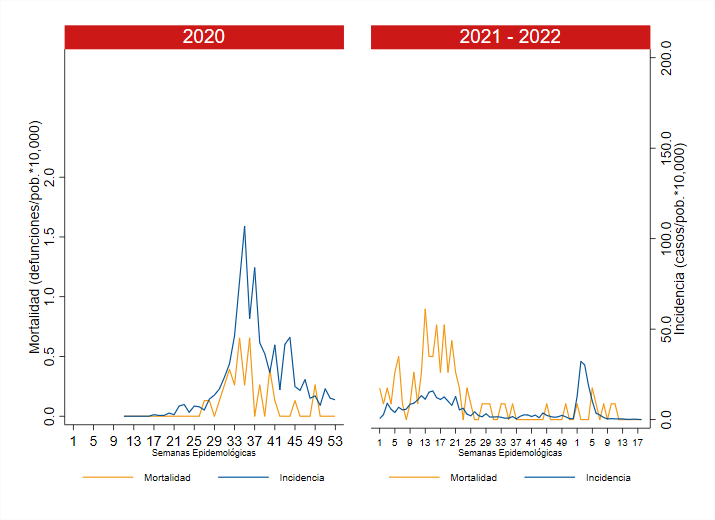 2020
2021 - 2022
Mortalidad (defunciones/pob.*10,000)
0.0 0.5 1.0 1.5 2.0
1 5 9 13 17 21 25 29 33 37 41 45 49 53
Semanas Epidemológicas
1 5 9 13 17 21 25 29 33 37 41 45 49 1 5 9 13 17
Semanas Epidemológicas
0.0 50.0 100.0 150.0 200.0
Incidencia (casos/pob.*10,000)
Mortalidad Incidencia
Mortalidad Incidencia